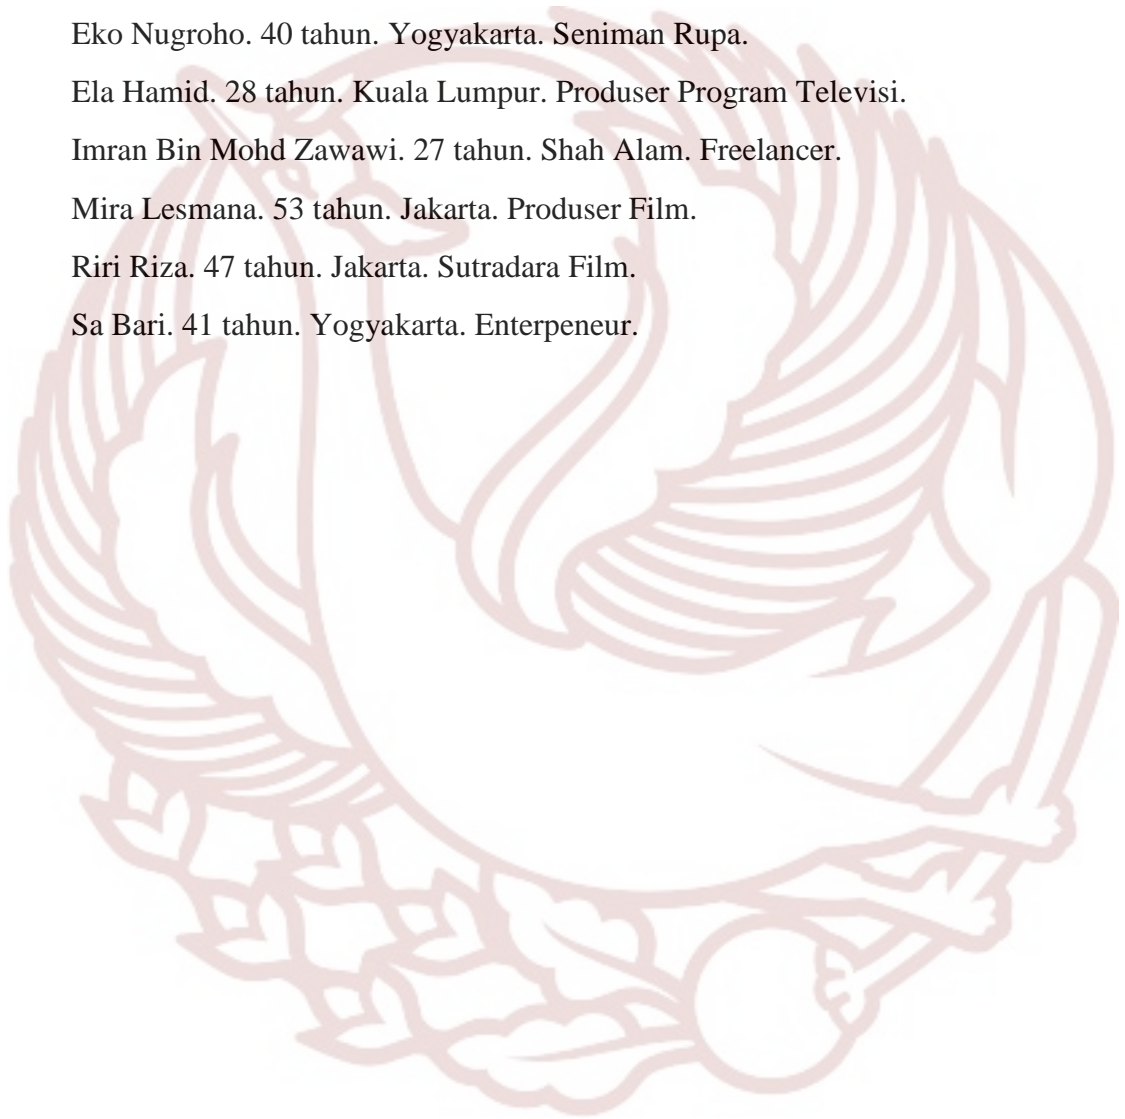 Eko Nugroho. 40 tahun. Yogyakarta. Seniman Rupa.
Ela Hamid. 28 tahun. Kuala Lumpur. Produser Program Televisi.
Imran Bin Mohd Zawawi. 27 tahun. Shah Alam. Freelancer.
Mira Lesmana. 53 tahun. Jakarta. Produser Film.
Riri Riza. 47 tahun. Jakarta. Sutradara Film.
Sa Bari. 41 tahun. Yogyakarta. Enterpeneur.